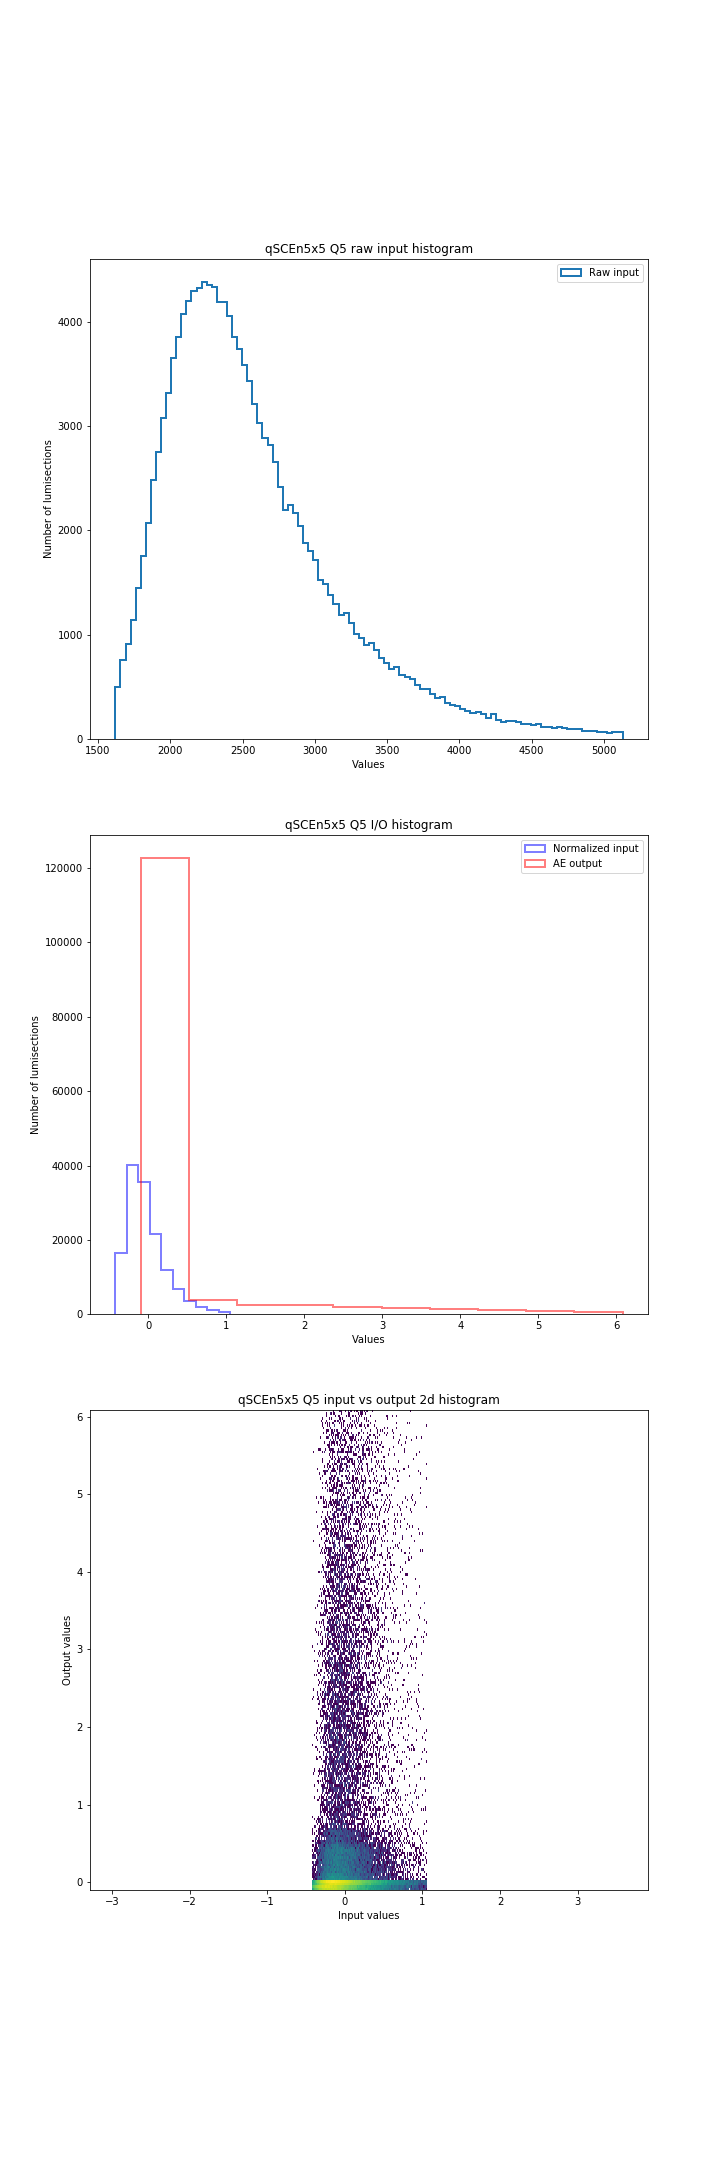 qSCEn5x5 Q5 raw input histogram
Raw input
Number of lumisections
4000
3000
2000
1000
0
1500 2000 2500 3000 3500 4000 4500 5000
Values
qSCEn5x5 Q5 I/O histogram
Normalized input
AE output
Number of lumisections
120000
100000
80000
60000
40000
20000
0
0 1 2 3 4 5 6
Values
qSCEn5x5 Q5 input vs output 2d histogram
Output values
6
5
4
3
2
1
0
−3 −2 −1 0 1 2 3
Input values